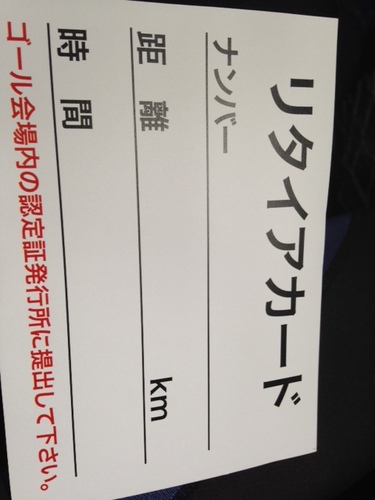 リタイアカード
ナンバー
距離 km
時間
ゴール会場内の認定証発行所に提出して下さい。